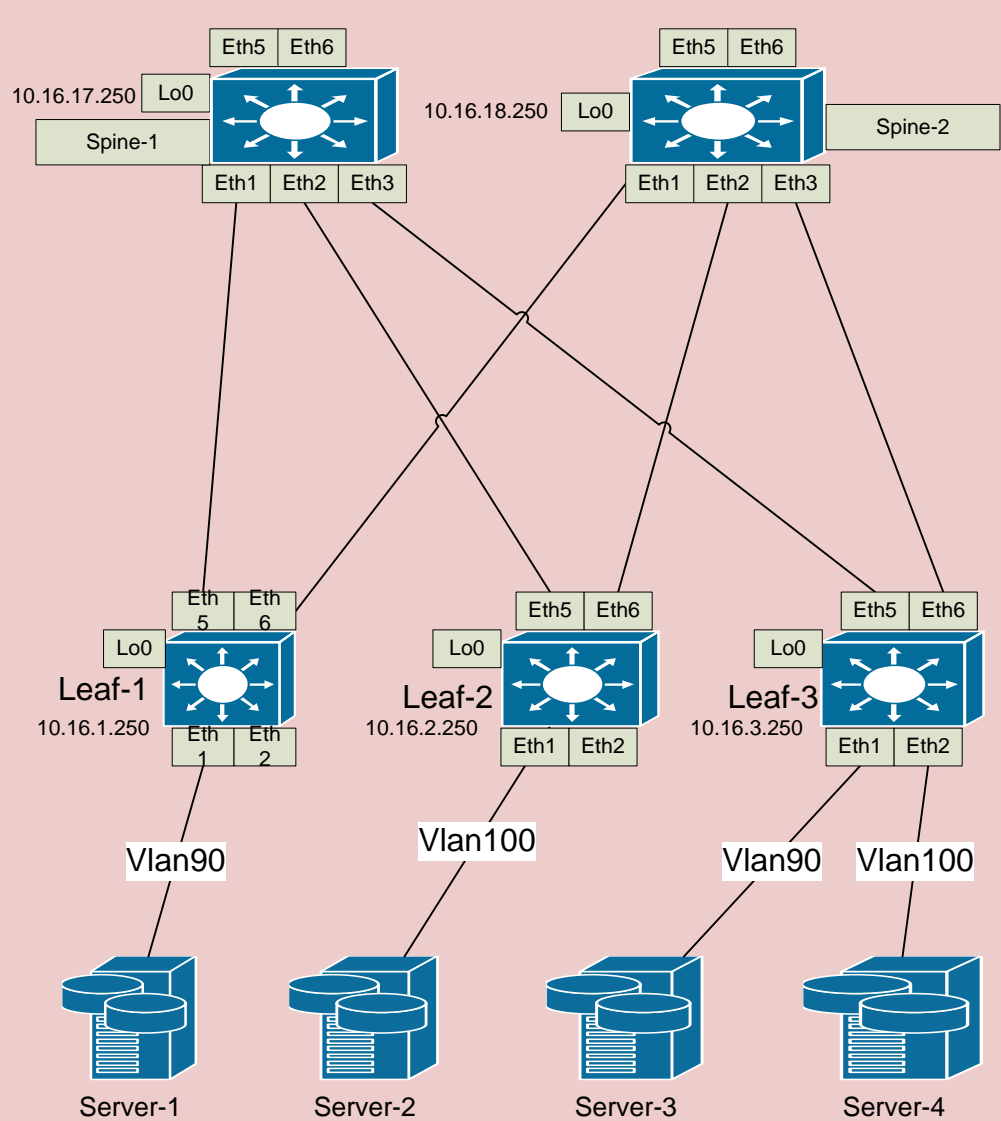 Eth5 Eth6
Eth5 Eth6
10.16.17.250 Lo0
10.16.18.250 Lo0
Spine-1
Spine-2
Eth1 Eth2 Eth3
Eth1 Eth2 Eth3
Eth 5
Eth 6
Eth5 Eth6
Eth5 Eth6
Lo0
Lo0
Lo0
Leaf-1
Leaf-2
Leaf-3
10.16.1.250
10.16.2.250
10.16.3.250
Eth 1
Eth 2
Eth1 Eth2
Eth1 Eth2
Vlan90
Vlan100
Vlan90
Vlan100
Server-1
Server-2
Server-3
Server-4